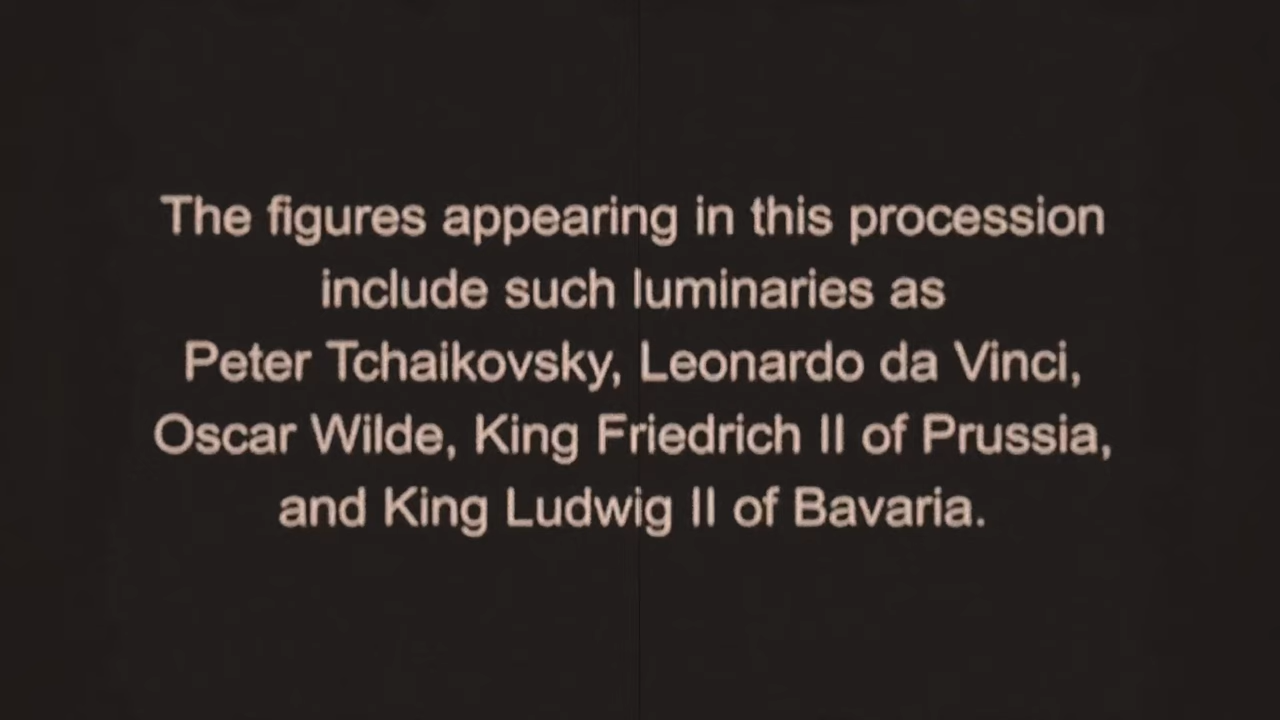 The figures appearing in this procession
include such luminaries as
Peter Tchaikovsky, Leonardo da Vinci,
Oscar Wilde, King Friedrich II of Prussia,
and King Ludwig II of Bavaria.